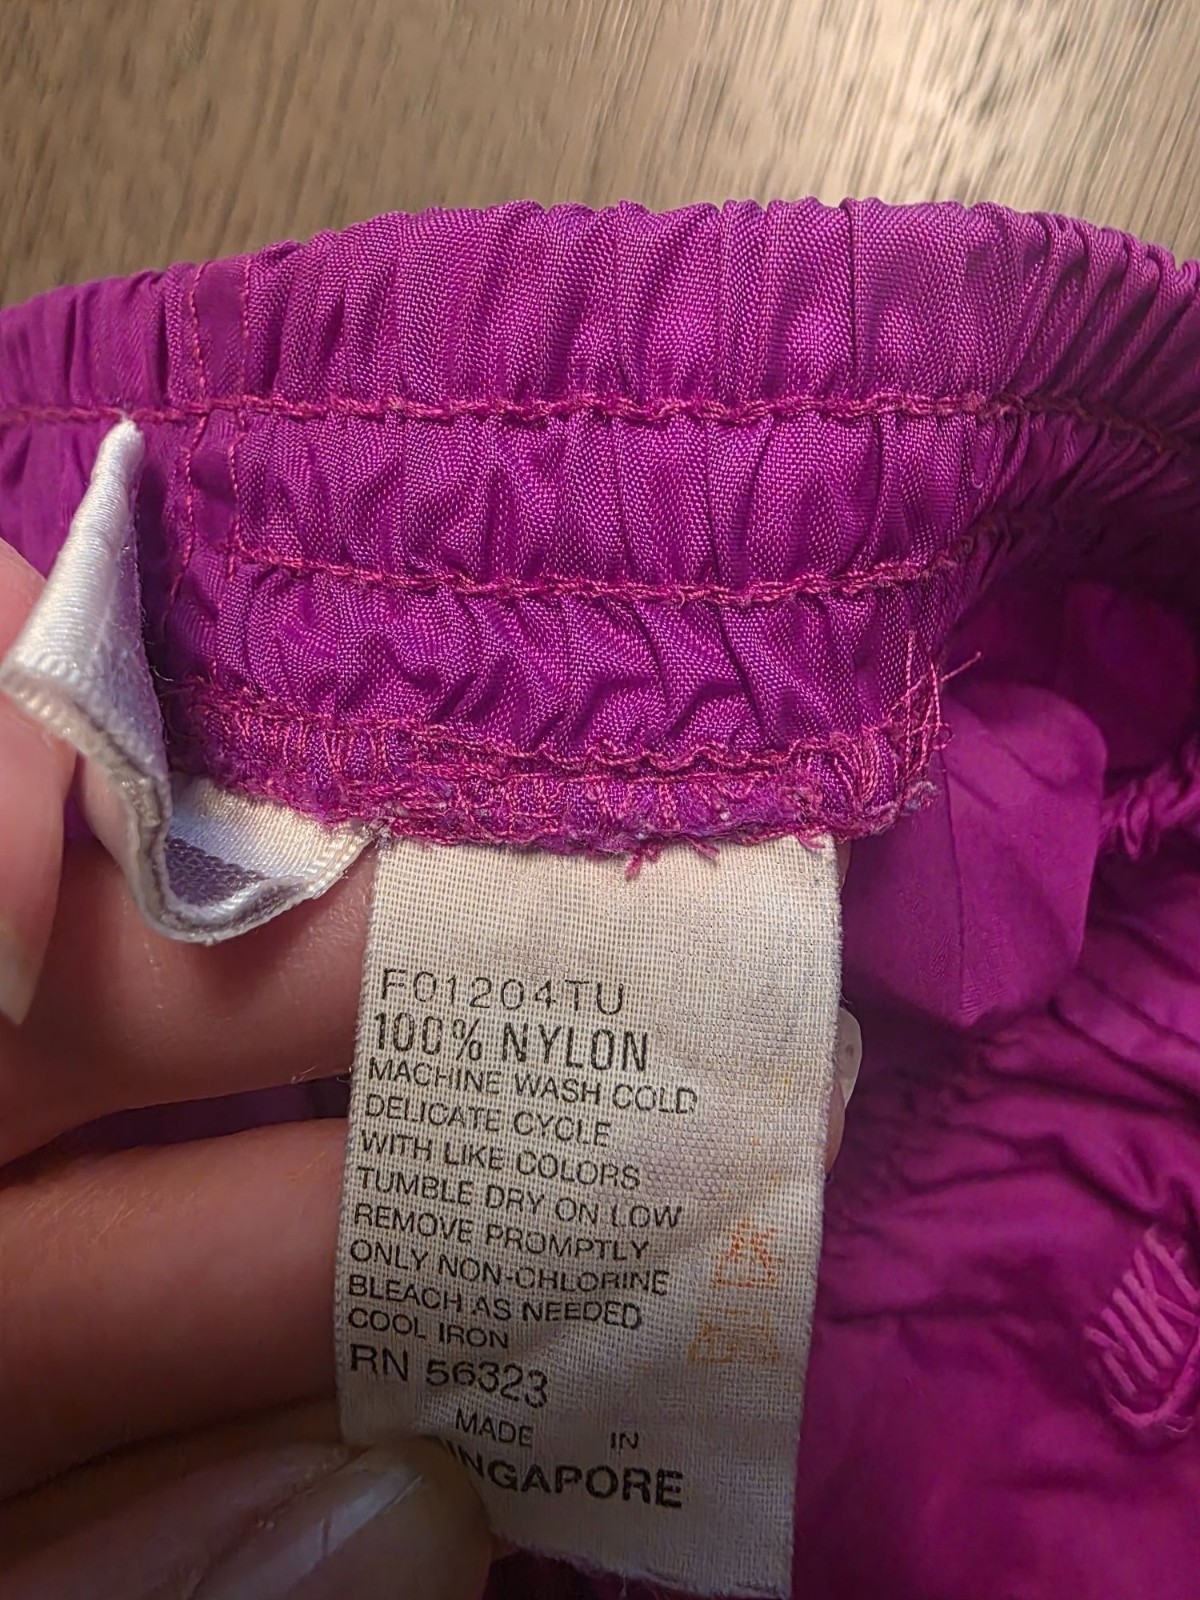 F01204TU
100% NYLON
MACHINE WASH COLD
DELICATE CYCLE
WITH LIKE COLORS
TUMBLE DRY ON LOW
REMOVE PROMPTLY
ONLY NON-CHLORINE
BLEACH AS NEEDED
COOL IRON
RN 56323
MADE IN
INGAPORE